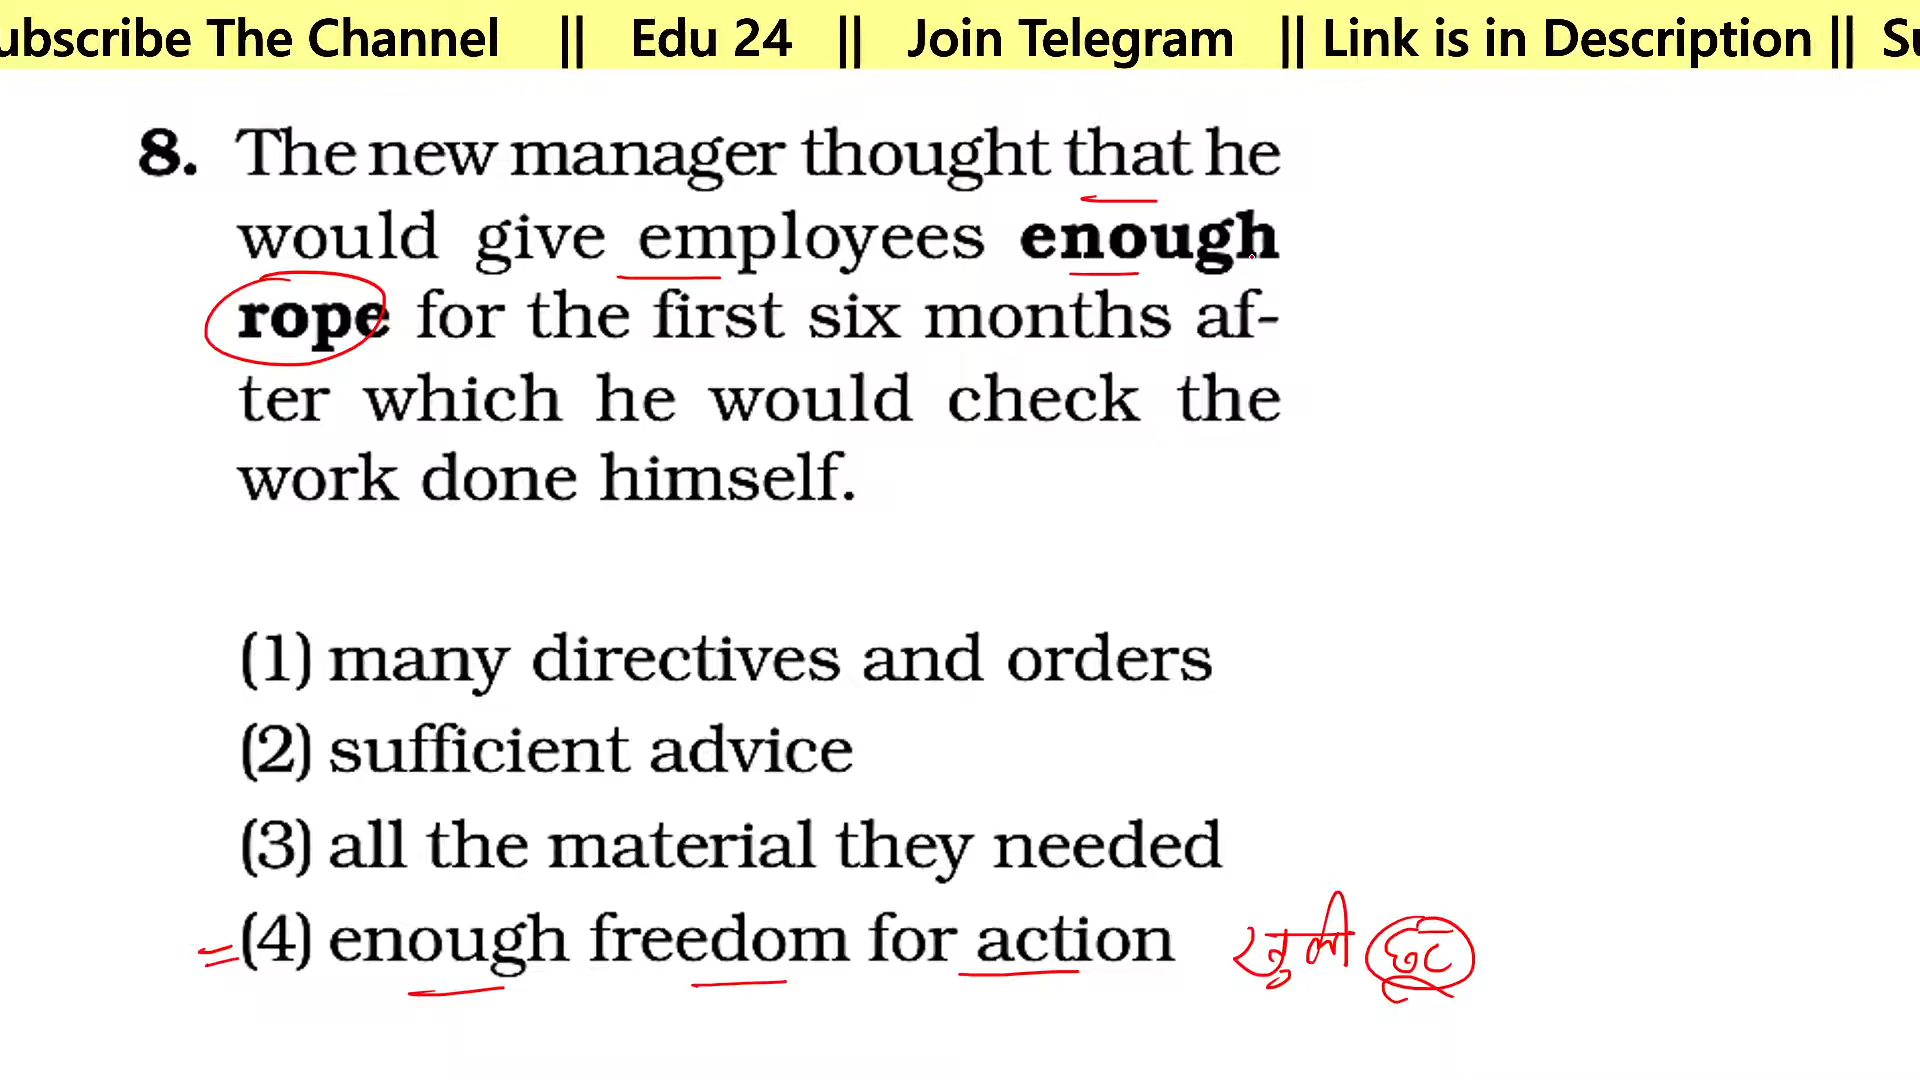 ubscribe The Channel || Edu 24 || Join Telegram || Link is in Description || Su
8. The new manager thought that he
would give employees enough
rope for the first six months af-
ter which he would check the
work done himself.
(1) many directives and orders
(2) sufficient advice
(3) all the material they needed
=(4) enough freedom for action खुली छूट